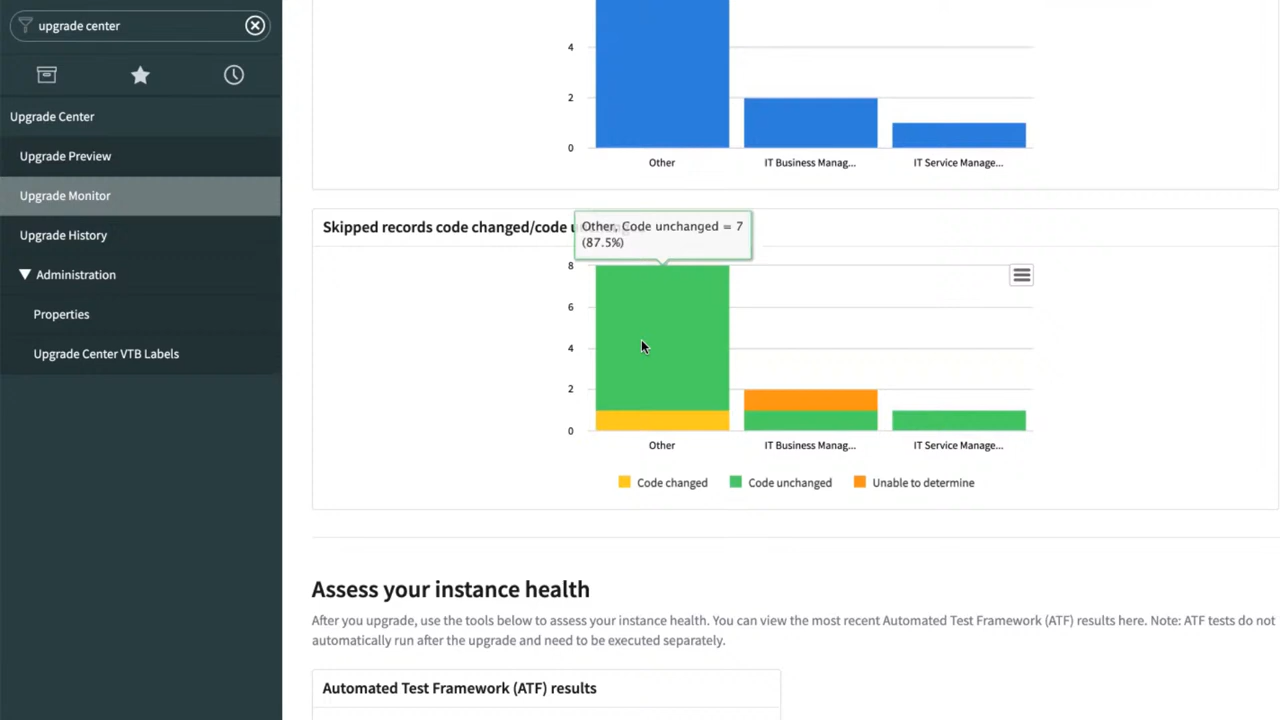 upgrade center
Upgrade Center
Upgrade Preview
Upgrade Monitor
Upgrade History
Administration
Properties
Upgrade Center VTB Labels
4
2
0
Other
IT Business Manag...
IT Service Manage...
Skipped records code changed/code u
Other, Code unchanged = 7
(87.5%)
8
6
4
2
0
Other
IT Business Manag...
IT Service Manage...
Code changed
Code unchanged
Unable to determine
Assess your instance health
After you upgrade, use the tools below to assess your instance health. You can view the most recent Automated Test Framework (ATF) results here. Note: ATF tests do not
automatically run after the upgrade and need to be executed separately.
Automated Test Framework (ATF) results